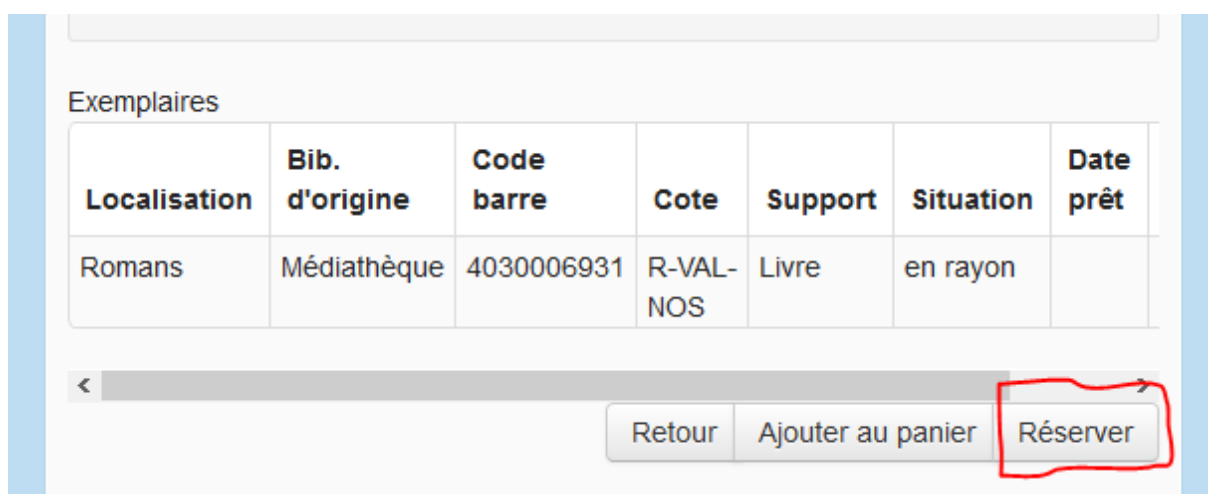 Exemplaires
Localisation Bib. d'origine Code barre Cote Support Situation Date prêt
Romans Médiathèque 4030006931 R-VAL-NOS Livre en rayon
Retour Ajouter au panier Réserver